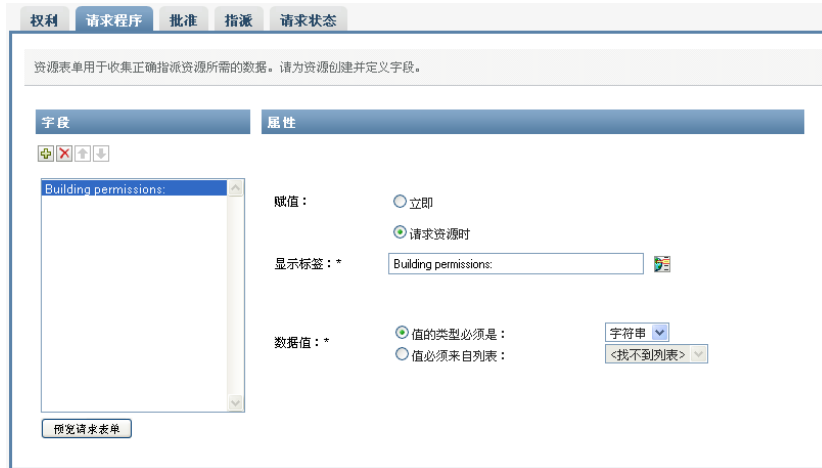 权利 请求程序 批准 指派 请求状态
资源表单用于收集正确指派资源所需的数据。请为资源创建并定义字段。
字段 属性
Building permissions:
赋值： 立即
请求资源时
显示标签：* Building permissions:
数据值：* 值的类型必须是： 字符串
值必须来自列表： <找不到列表>
预览请求表单